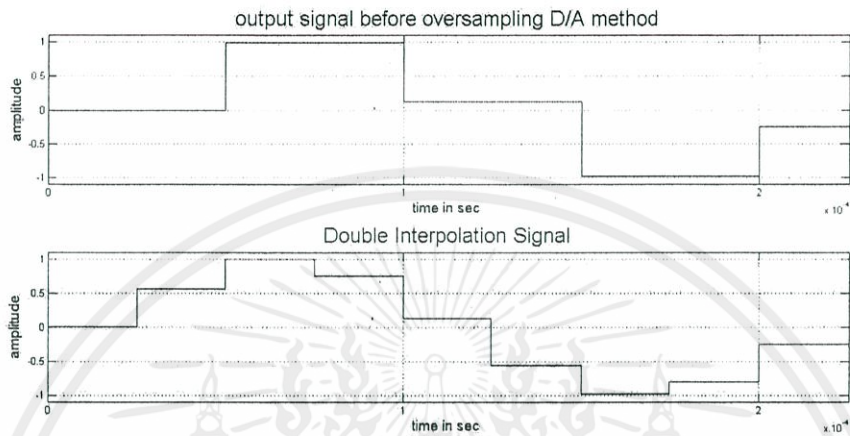 output signal before oversampling D/A method
1
0.5
0
-0.5
-1
amplitude
0 1 2
time in sec
x 10⁻⁴
Double Interpolation Signal
1
0.5
0
-0.5
-1
amplitude
0 1 2
time in sec
x 10⁻⁴